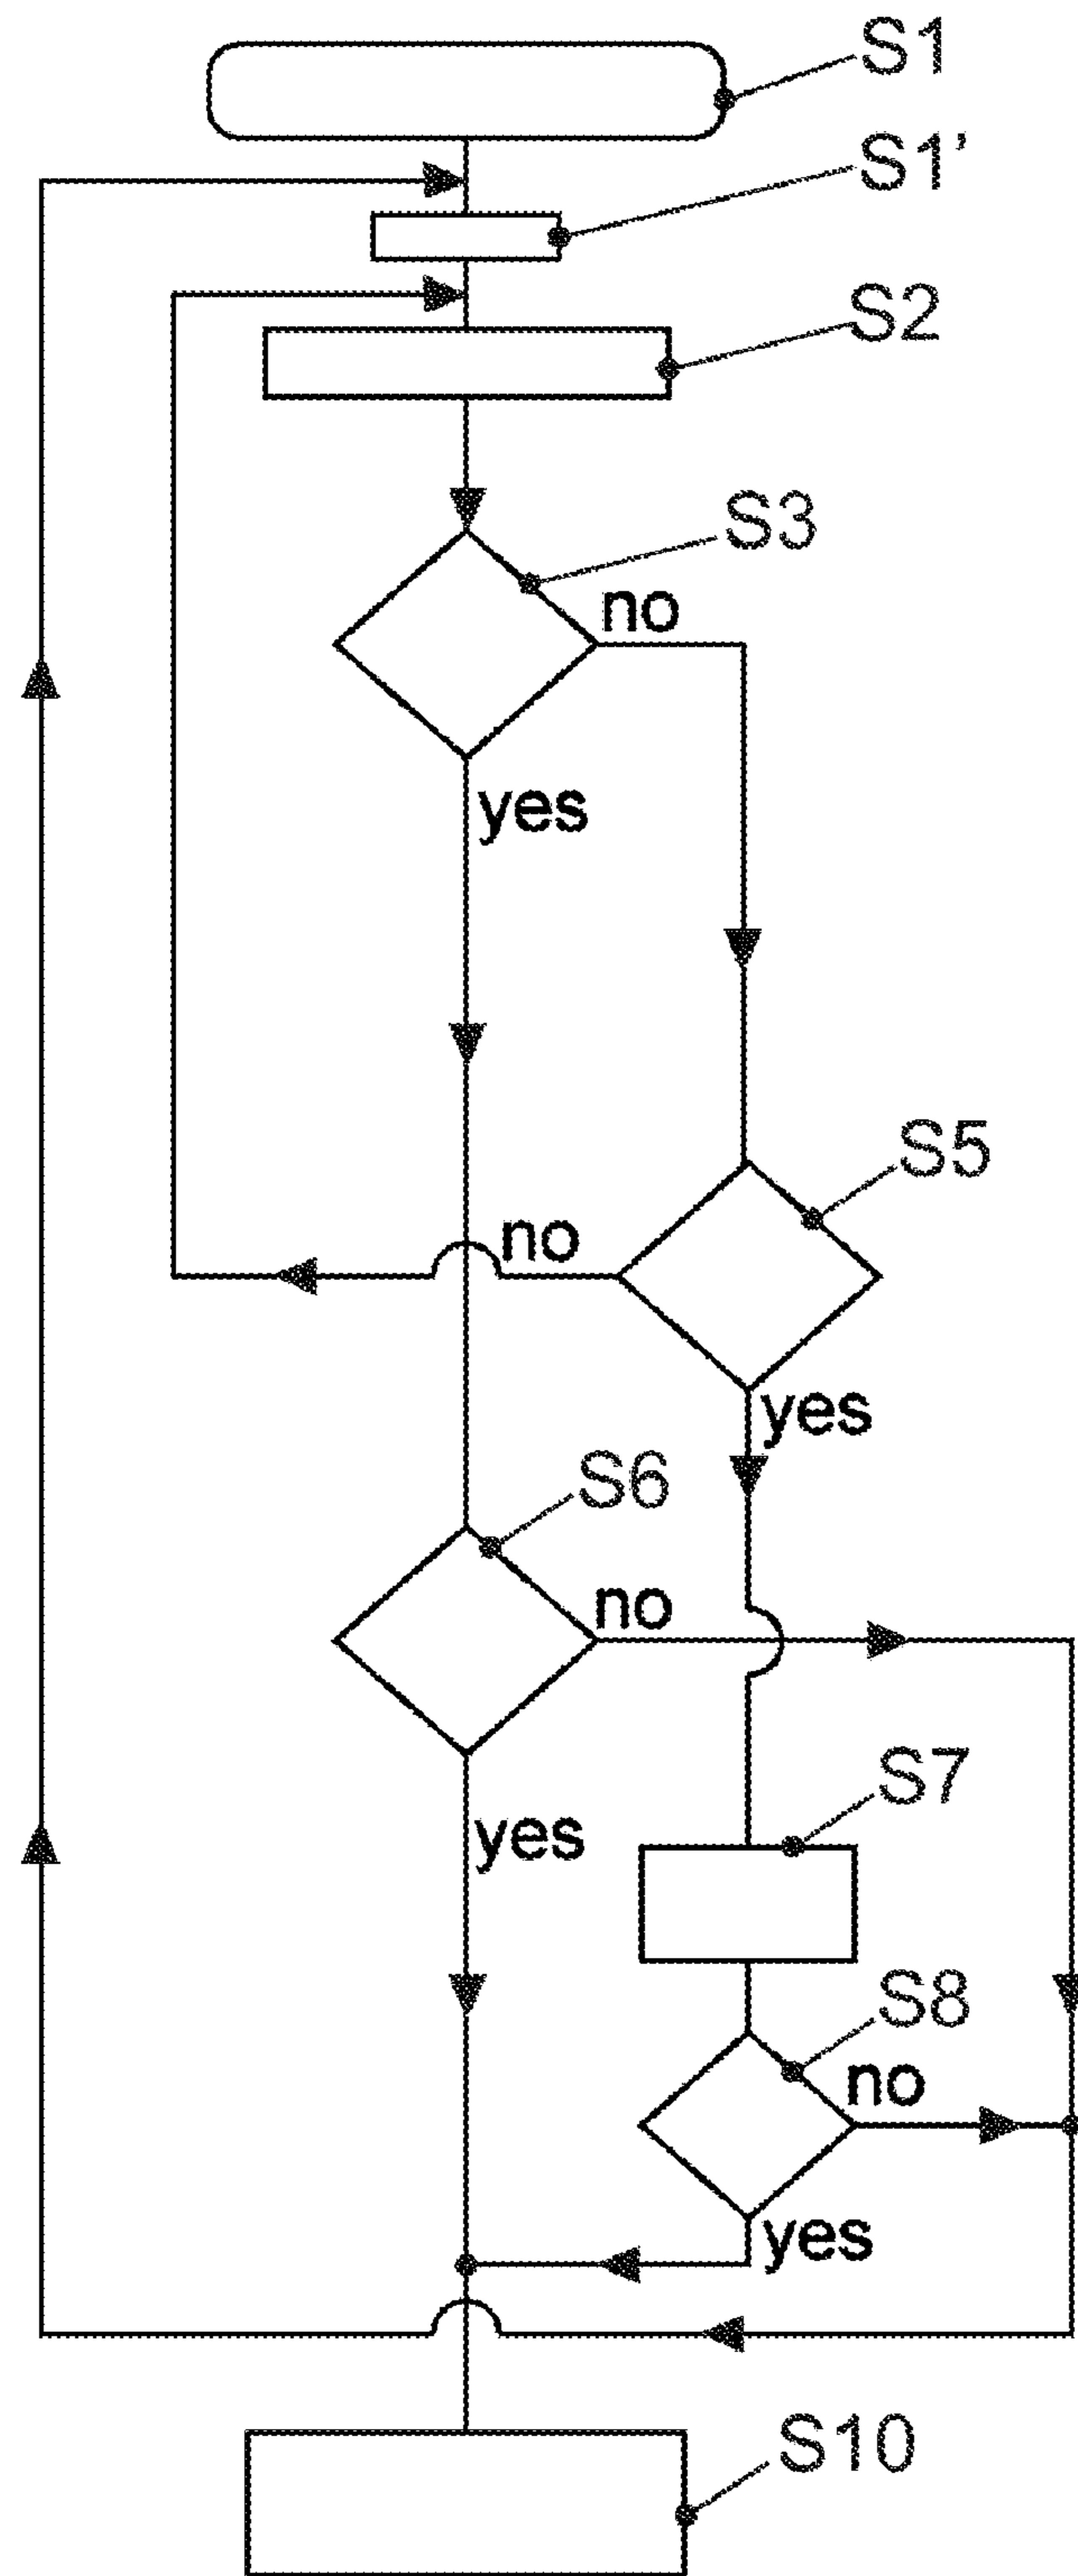 S1
S1’
S2
S3
no
yes
S5
no
yes
S6
no
S7
yes
S8
no
yes
S10